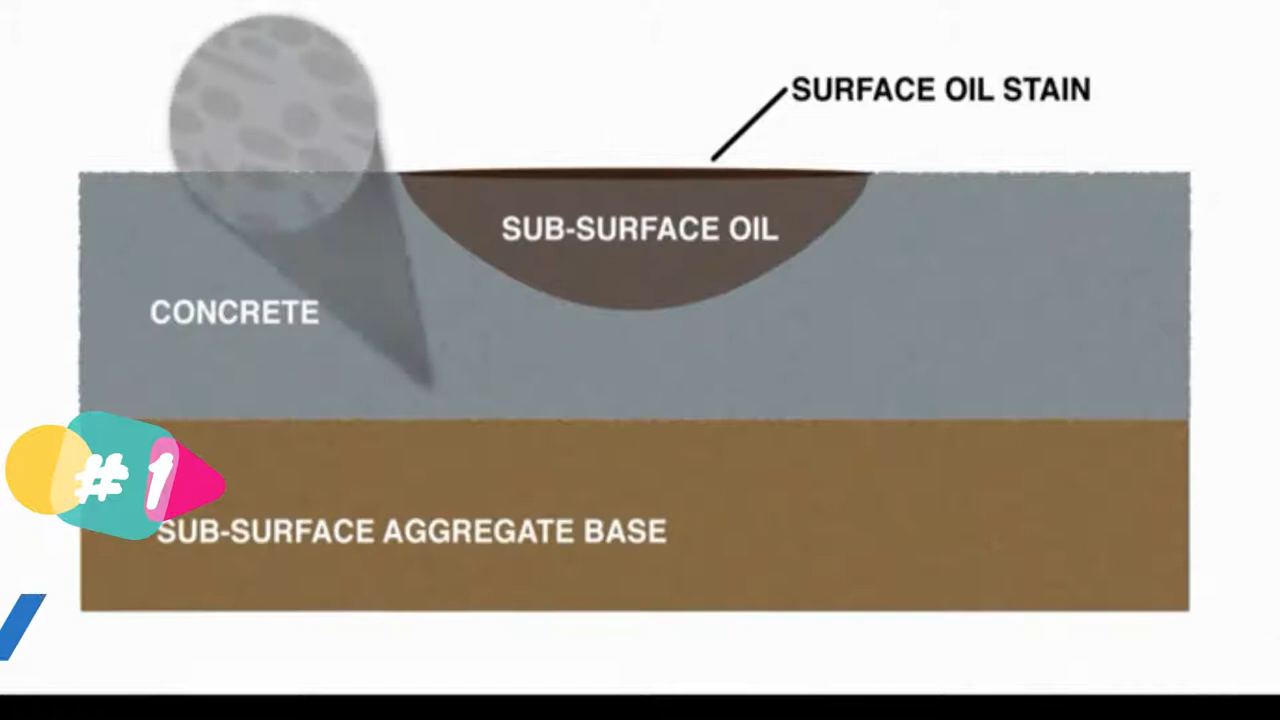 SURFACE OIL STAIN
SUB-SURFACE OIL
CONCRETE
#1
SUB-SURFACE AGGREGATE BASE